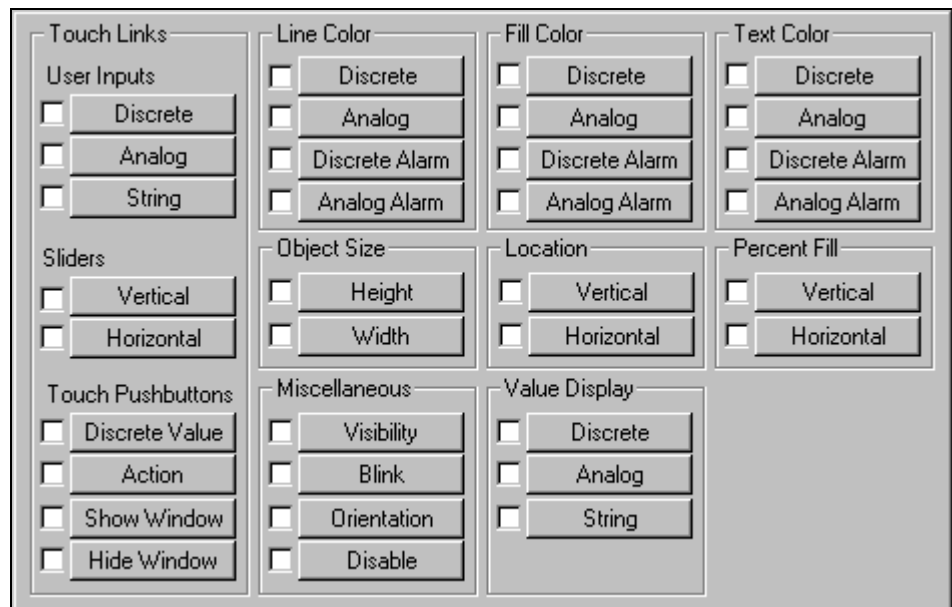 Touch Links
User Inputs
Discrete
Analog
String
Sliders
Vertical
Horizontal
Touch Pushbuttons
Discrete Value
Action
Show Window
Hide Window
Line Color
Discrete
Analog
Discrete Alarm
Analog Alarm
Fill Color
Discrete
Analog
Discrete Alarm
Analog Alarm
Text Color
Discrete
Analog
Discrete Alarm
Analog Alarm
Object Size
Height
Width
Location
Vertical
Horizontal
Percent Fill
Vertical
Horizontal
Miscellaneous
Visibility
Blink
Orientation
Disable
Value Display
Discrete
Analog
String